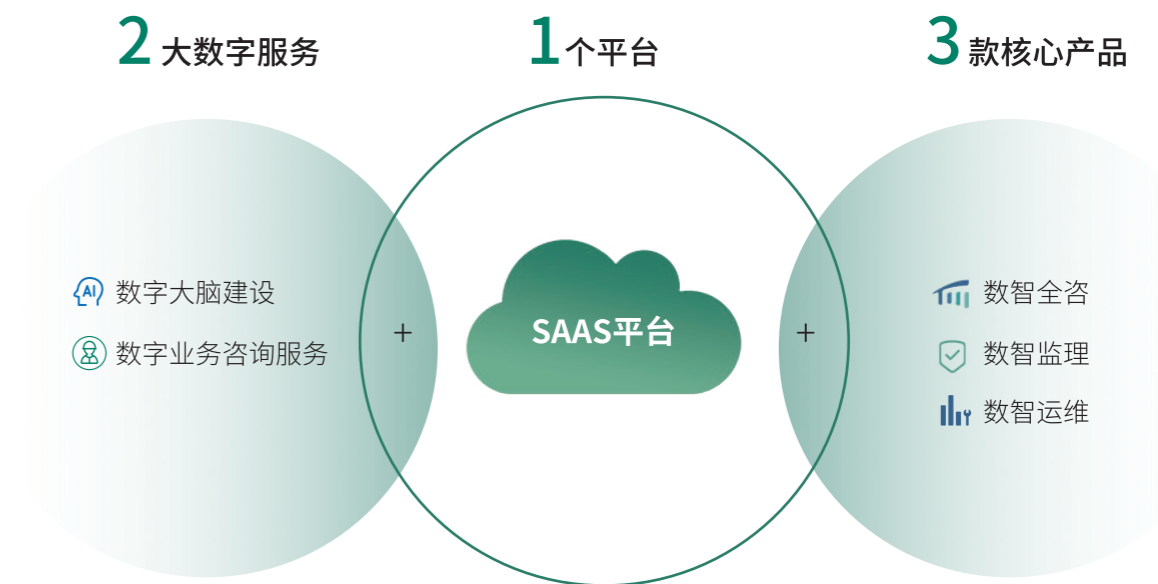 2大数字服务
1个平台
3款核心产品
AI 数字大脑建设
数字业务咨询服务
+
SAAS平台
+
数智全咨
数智监理
数智运维